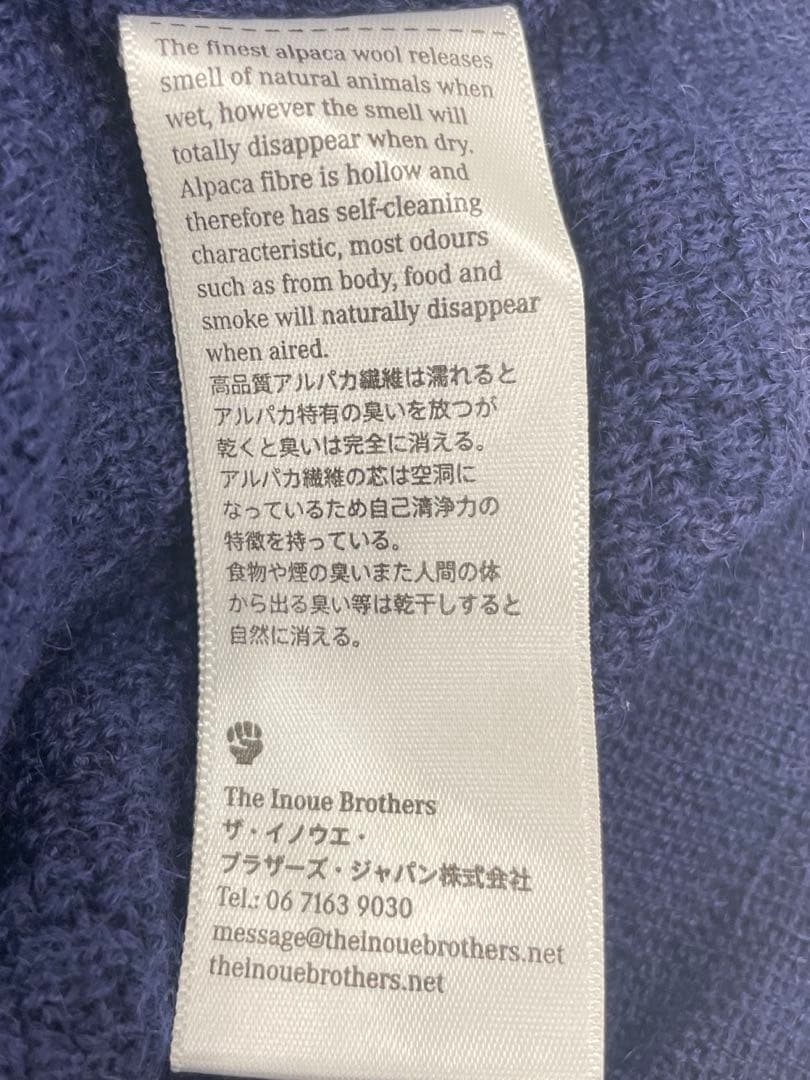 The finest alpaca wool releases
smell of natural animals when
wet, however the smell will
totally disappear when dry.
Alpaca fibre is hollow and
therefore has self-cleaning
characteristic, most odours
such as from body, food and
smoke will naturally disappear
when aired.
高品質アルパカ繊維は濡れると
アルパカ特有の臭いを放つが
乾くと臭いは完全に消える。
アルパカ繊維の芯は空洞に
なっているため自己清浄力の
特徴を持っている。
食物や煙の臭いまた人間の体
から出る臭い等は乾干しすると
自然に消える。
The Inoue Brothers
ザ・イノウエ・
ブラザーズ・ジャパン株式会社
Tel.: 06 7163 9030
message@theinouebrothers.net
theinouebrothers.net